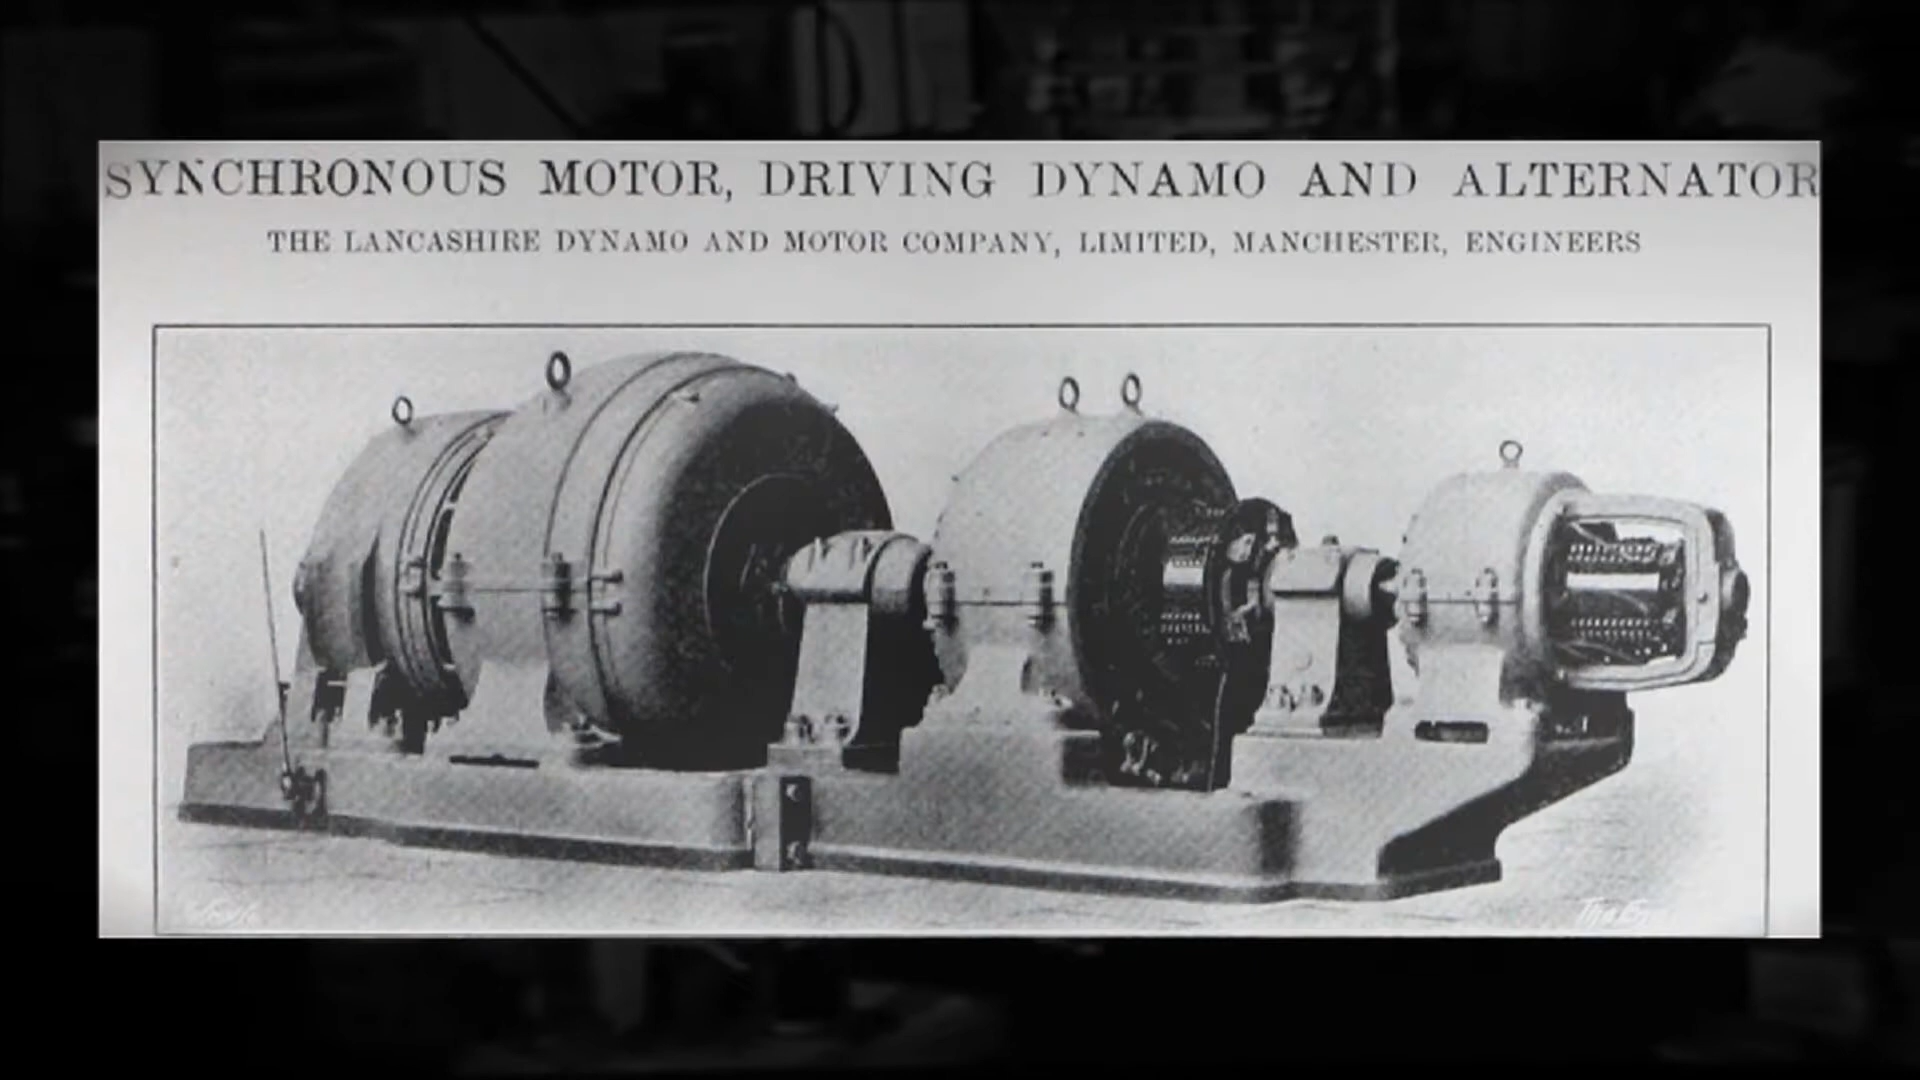 SYNCHRONOUS MOTOR, DRIVING DYNAMO AND ALTERNATOR
THE LANCASHIRE DYNAMO AND MOTOR COMPANY, LIMITED, MANCHESTER, ENGINEERS